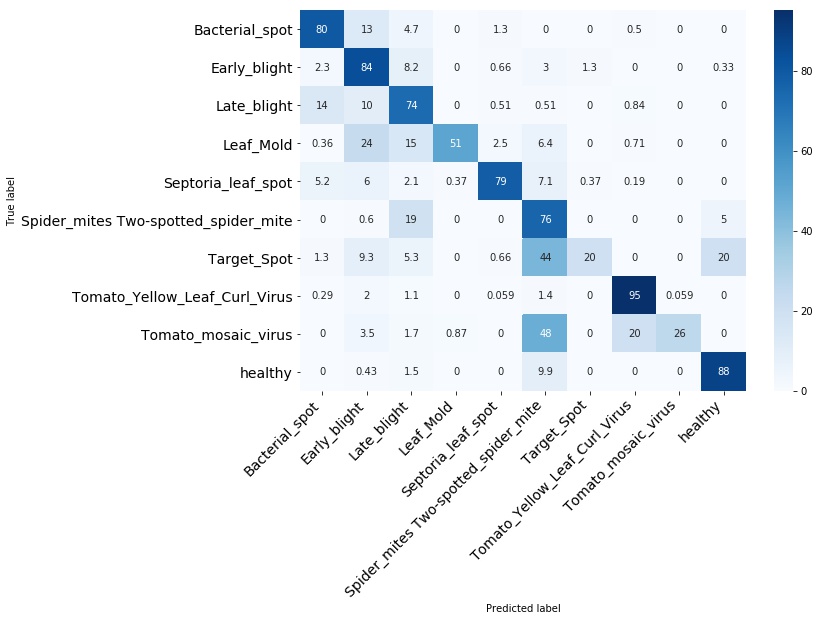 Bacterial_spot 80 13 4.7 0 1.3 0 0 0.5 0 0
Early_blight 2.3 84 8.2 0 0.66 3 1.3 0 0 0.33
Late_blight 14 10 74 0 0.51 0.51 0 0.84 0 0
Leaf_Mold 0.36 24 15 51 2.5 6.4 0 0.71 0 0
Septoria_leaf_spot 5.2 6 2.1 0.37 79 7.1 0.37 0.19 0 0
Spider_mites Two-spotted_spider_mite 0 0.6 19 0 0 76 0 0 0 5
Target_Spot 1.3 9.3 5.3 0 0.66 44 20 0 0 20
Tomato_Yellow_Leaf_Curl_Virus 0.29 2 1.1 0 0.059 1.4 0 95 0.059 0
Tomato_mosaic_virus 0 3.5 1.7 0.87 0 48 0 20 26 0
healthy 0 0.43 1.5 0 0 9.9 0 0 0 88
True label
Bacterial_spot
Early_blight
Late_blight
Leaf_Mold
Septoria_leaf_spot
Spider_mites Two-spotted_spider_mite
Target_Spot
Tomato_Yellow_Leaf_Curl_Virus
Tomato_mosaic_virus
healthy
Predicted label
80
60
40
20
0